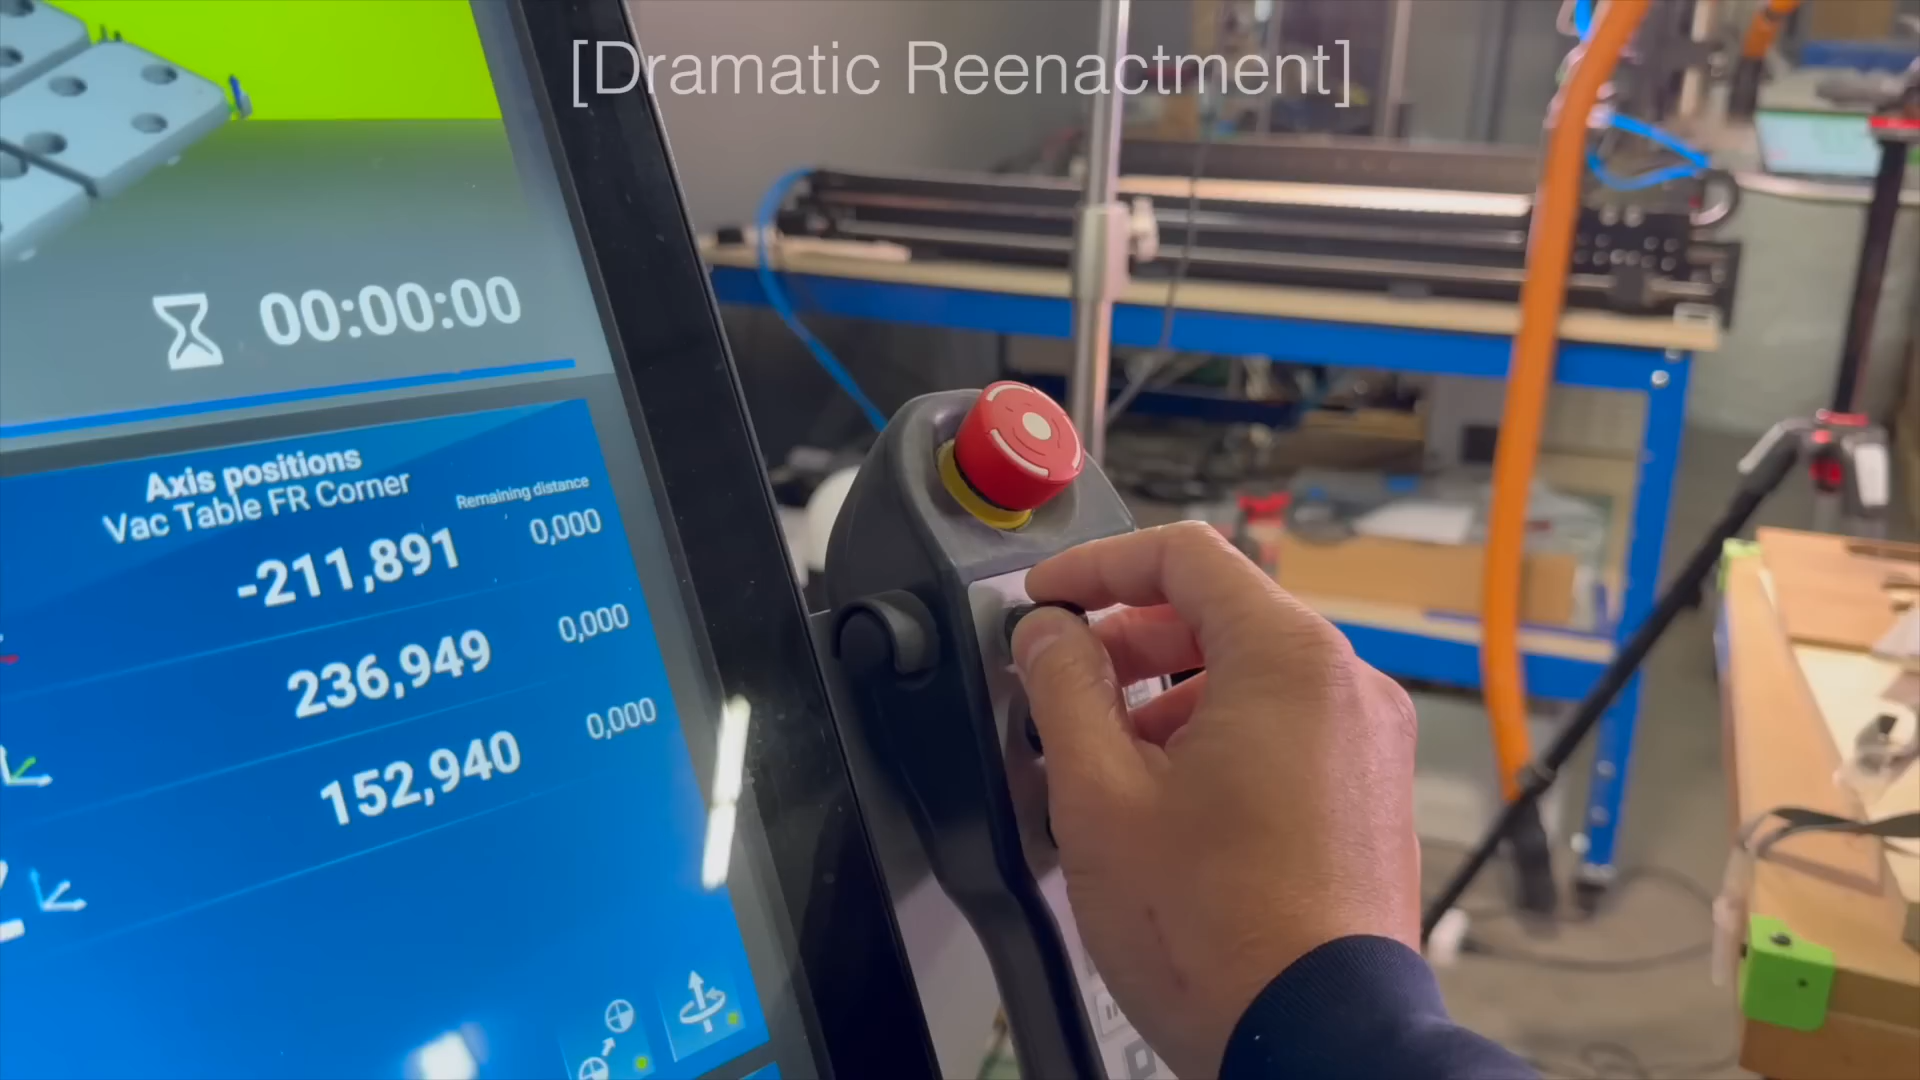 [Dramatic Reenactment]
00:00:00
Axis positions
Vac Table FR Corner
Remaining distance
-211,891
0,000
236,949
0,000
152,940
0,000